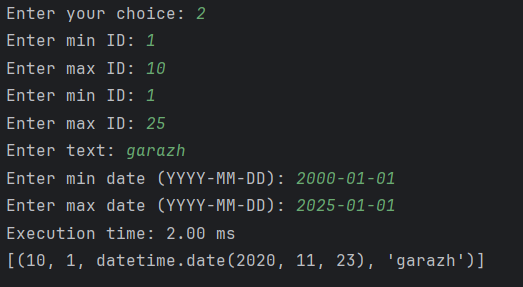 Enter your choice: 2
Enter min ID: 1
Enter max ID: 10
Enter min ID: 1
Enter max ID: 25
Enter text: garazh
Enter min date (YYYY-MM-DD): 2000-01-01
Enter max date (YYYY-MM-DD): 2025-01-01
Execution time: 2.00 ms
[(10, 1, datetime.date(2020, 11, 23), 'garazh')]